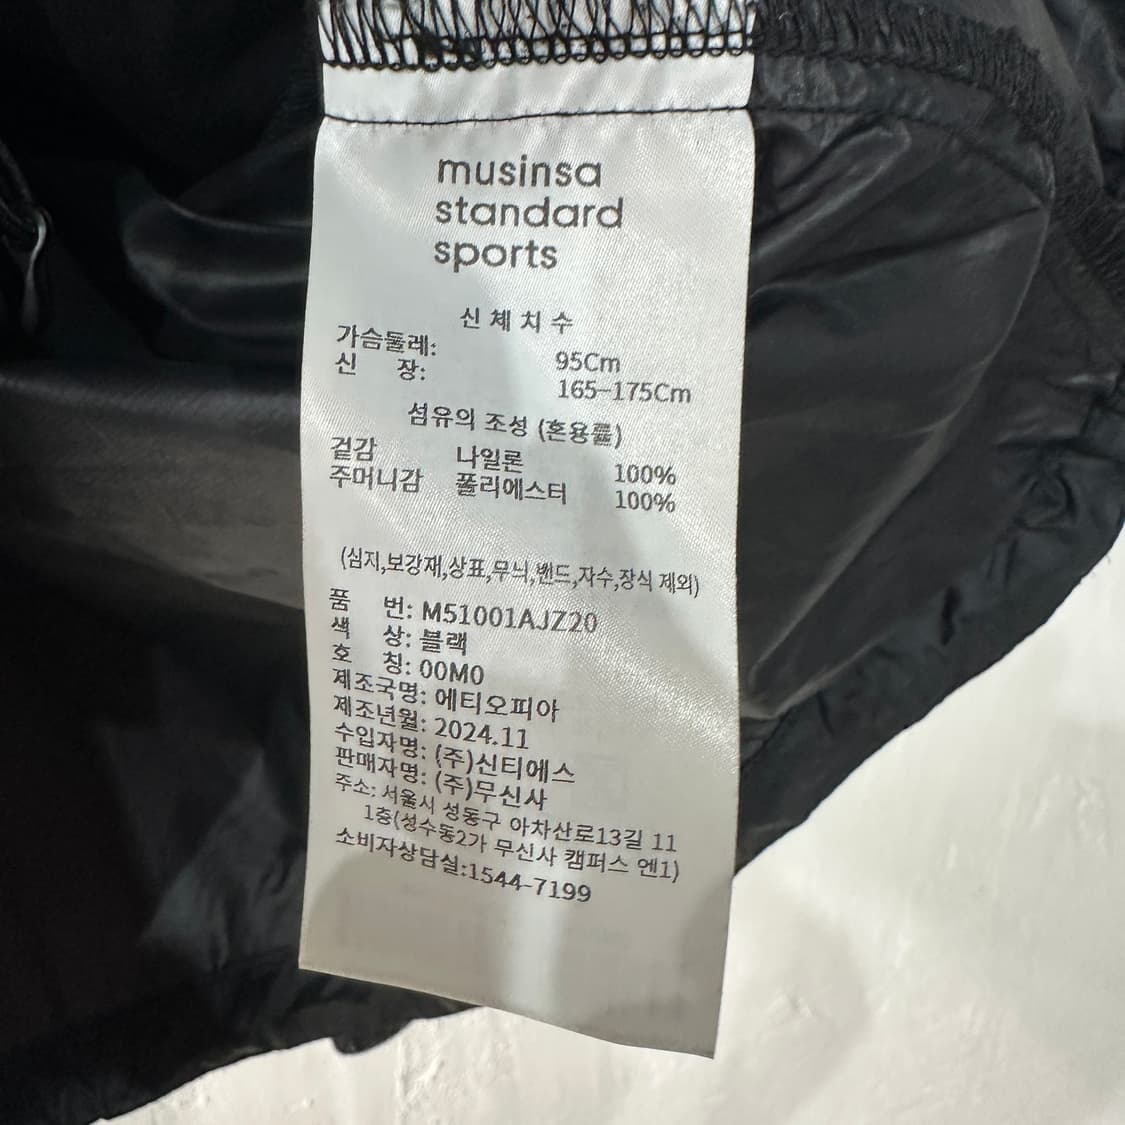 musinsa
standard
sports
신체치수
가슴둘레: 95Cm
신 장: 165-175Cm
섬유의 조성 (혼용률)
겉감 나일론 100%
주머니감 폴리에스터 100%
(심지,보강재,상표,무늬,밴드,자수,장식 제외)
품 번: M51001AJZ20
색 상: 블랙
호 칭: 00M0
제조국명: 에티오피아
제조년월: 2024.11
수입자명: (주)신티에스
판매자명: (주)무신사
주소: 서울시 성동구 아차산로13길 11
1층(성수동2가 무신사 캠퍼스 엔1)
소비자상담실:1544-7199